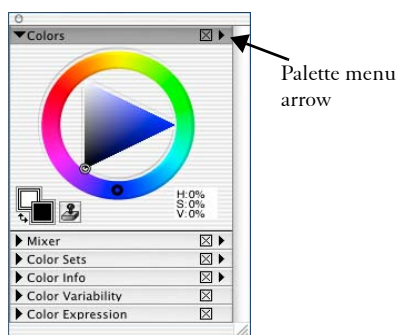 Colors
Palette menu
arrow
H:0%
S:0%
V:0%
Mixer
Color Sets
Color Info
Color Variability
Color Expression